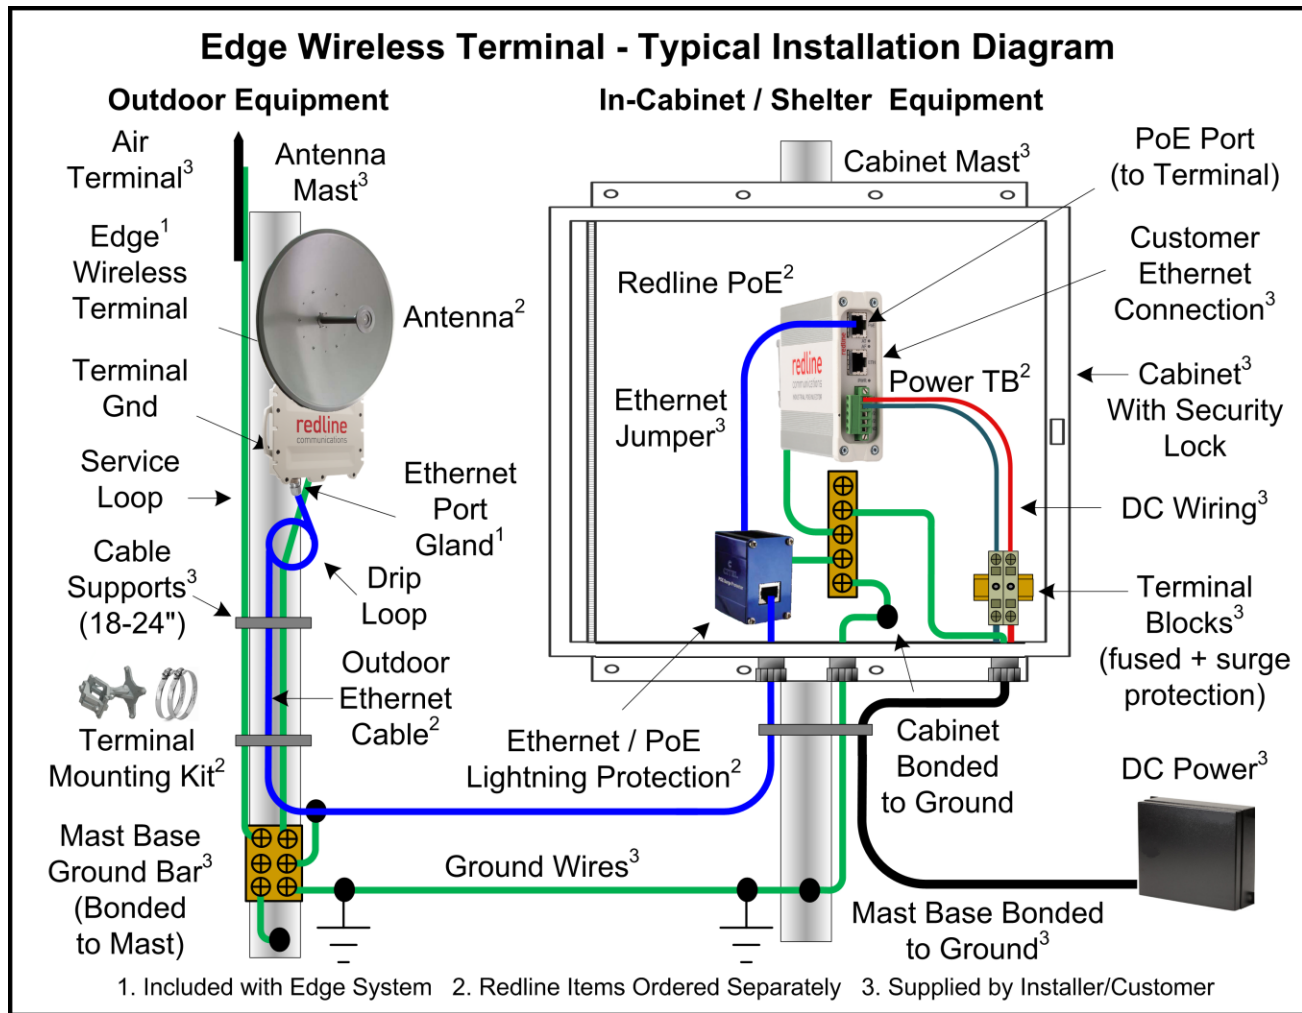 Edge Wireless Terminal - Typical Installation Diagram
Outdoor Equipment
In-Cabinet / Shelter Equipment
Air
Terminal3
Antenna
Mast3
Edge1
Wireless
Terminal
Antenna2
Terminal
Gnd
redline
communications
Service
Loop
Ethernet
Port
Gland1
Cable
Supports3
(18-24")
Drip
Loop
Outdoor
Ethernet
Cable2
Terminal
Mounting Kit2
Mast Base
Ground Bar3
(Bonded
to Mast)
Ground Wires3
Cabinet Mast3
PoE Port
(to Terminal)
Redline PoE2
Customer
Ethernet
Connection3
redline
communications
Power TB2
Ethernet
Jumper3
Cabinet3
With Security
Lock
DC Wiring3
Terminal
Blocks3
(fused + surge
protection)
Ethernet / PoE
Lightning Protection2
Cabinet
Bonded
to Ground
DC Power3
Mast Base Bonded
to Ground3
1. Included with Edge System 2. Redline Items Ordered Separately 3. Supplied by Installer/Customer